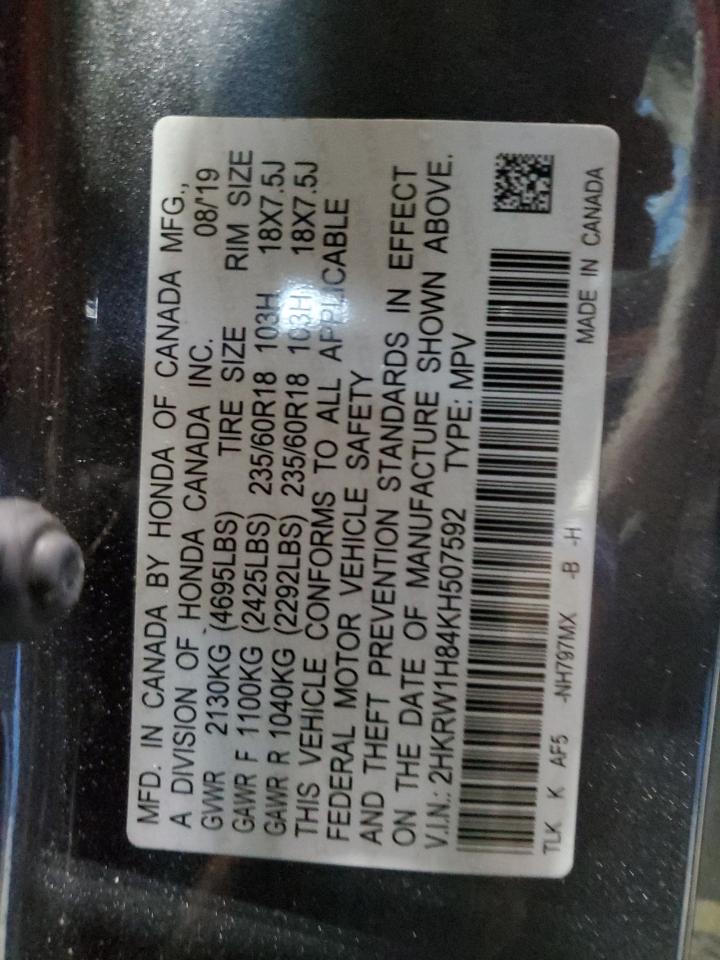 MFD. IN CANADA BY HONDA OF CANADA MFG.,
A DIVISION OF HONDA CANADA INC. 08/'19
GVWR 2130KG (4695LBS) TIRE SIZE RIM SIZE
GAWR F 1100KG (2425LBS) 235/60R18 103H 18X7.5J
GAWR R 1040KG (2292LBS) 235/60R18 103H 18X7.5J
THIS VEHICLE CONFORMS TO ALL APPLICABLE
FEDERAL MOTOR VEHICLE SAFETY
AND THEFT PREVENTION STANDARDS IN EFFECT
ON THE DATE OF MANUFACTURE SHOWN ABOVE.
V.I.N.: 2HKRW1H84KH507592 TYPE: MPV
TLK K AF5 -NH797MX -B -H MADE IN CANADA